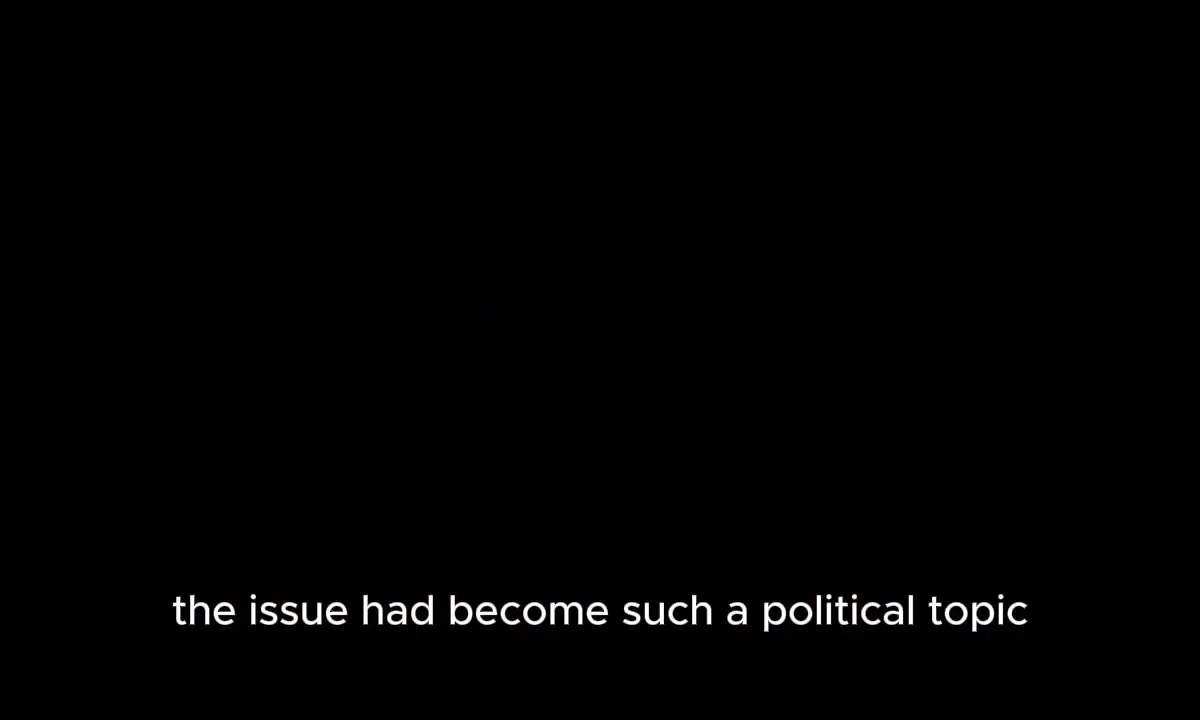 the issue had become such a political topic